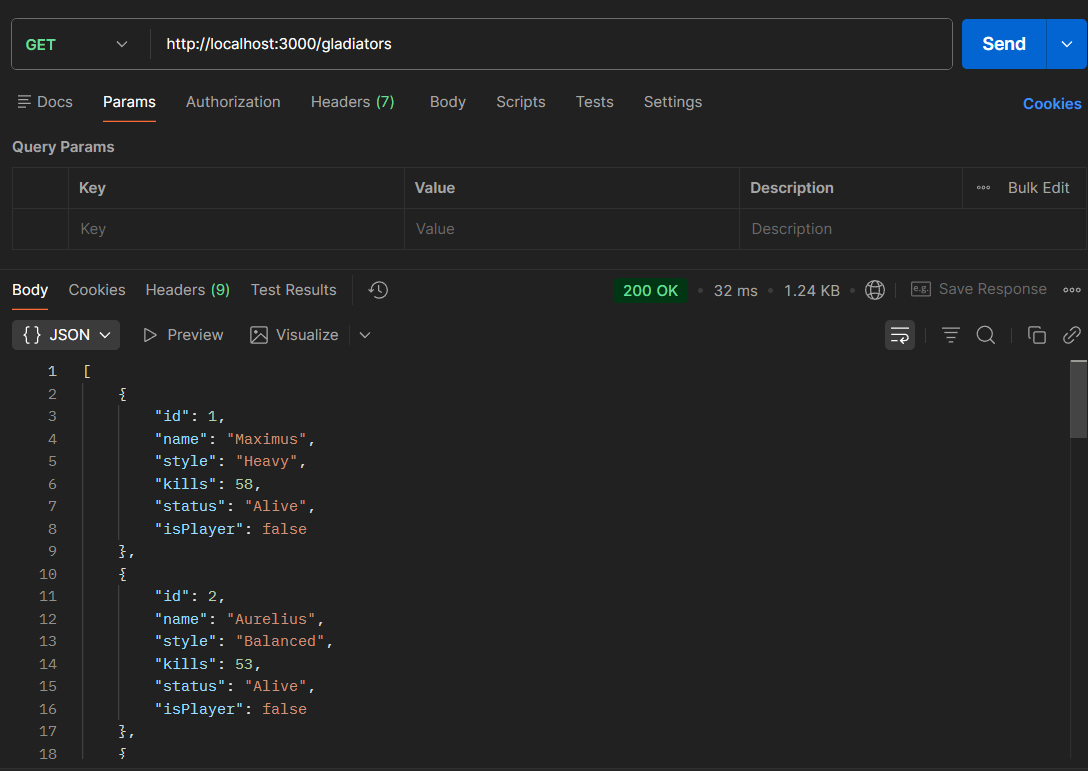 GET http://localhost:3000/gladiators Send
Docs Params Authorization Headers (7) Body Scripts Tests Settings Cookies
Query Params
Key Value Description Bulk Edit
Key Value Description
Body Cookies Headers (9) Test Results 200 OK • 32 ms • 1.24 KB • e.g. Save Response
{} JSON Preview Visualize
1 [
2 {
3 "id": 1,
4 "name": "Maximus",
5 "style": "Heavy",
6 "kills": 58,
7 "status": "Alive",
8 "isPlayer": false
9 },
10 {
11 "id": 2,
12 "name": "Aurelius",
13 "style": "Balanced",
14 "kills": 53,
15 "status": "Alive",
16 "isPlayer": false
17 },
18 {